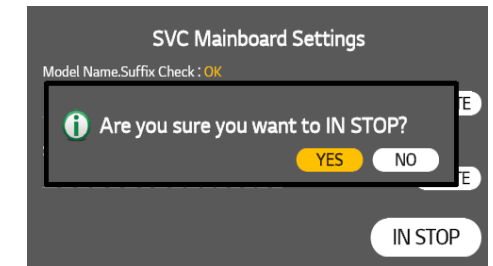 SVC Mainboard Settings
Model Name.Suffix Check : OK
Are you sure you want to IN STOP?
YES NO
IN STOP